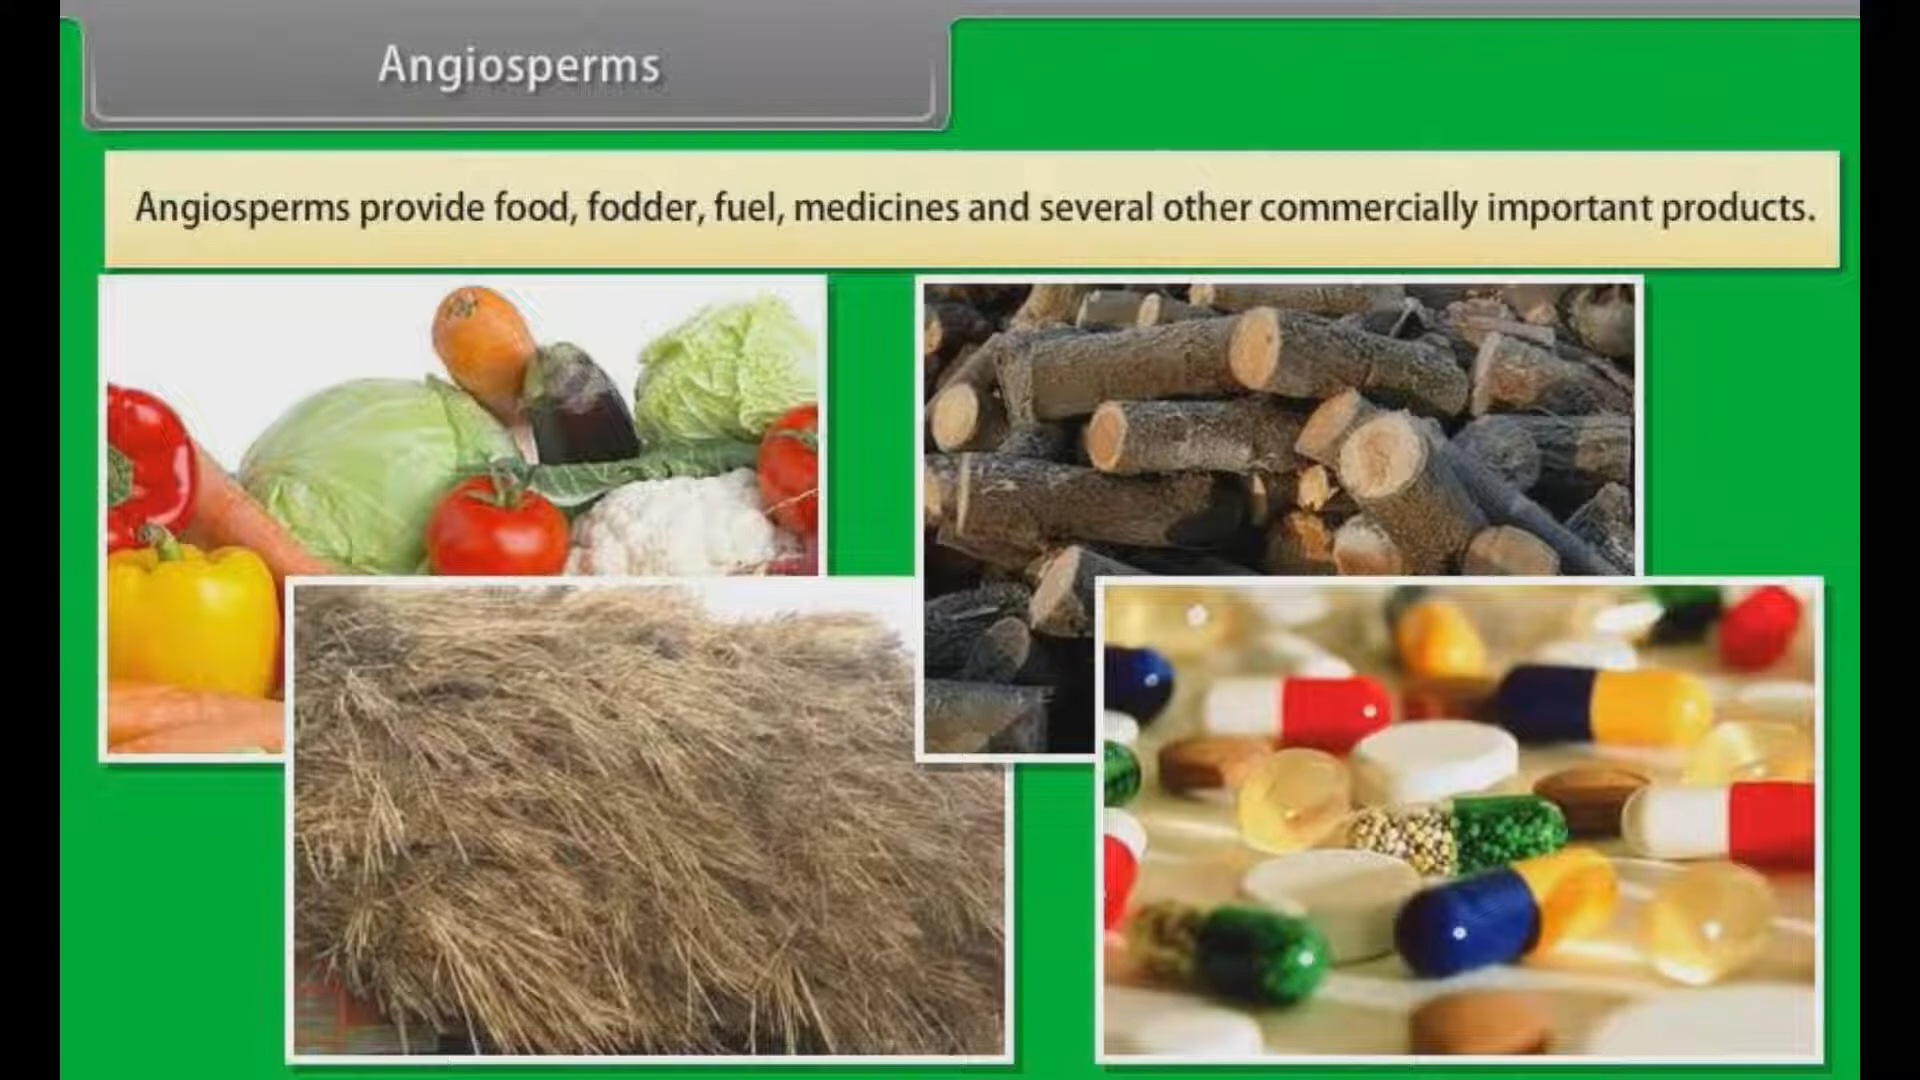 Angiosperms
Angiosperms provide food, fodder, fuel, medicines and several other commercially important products.